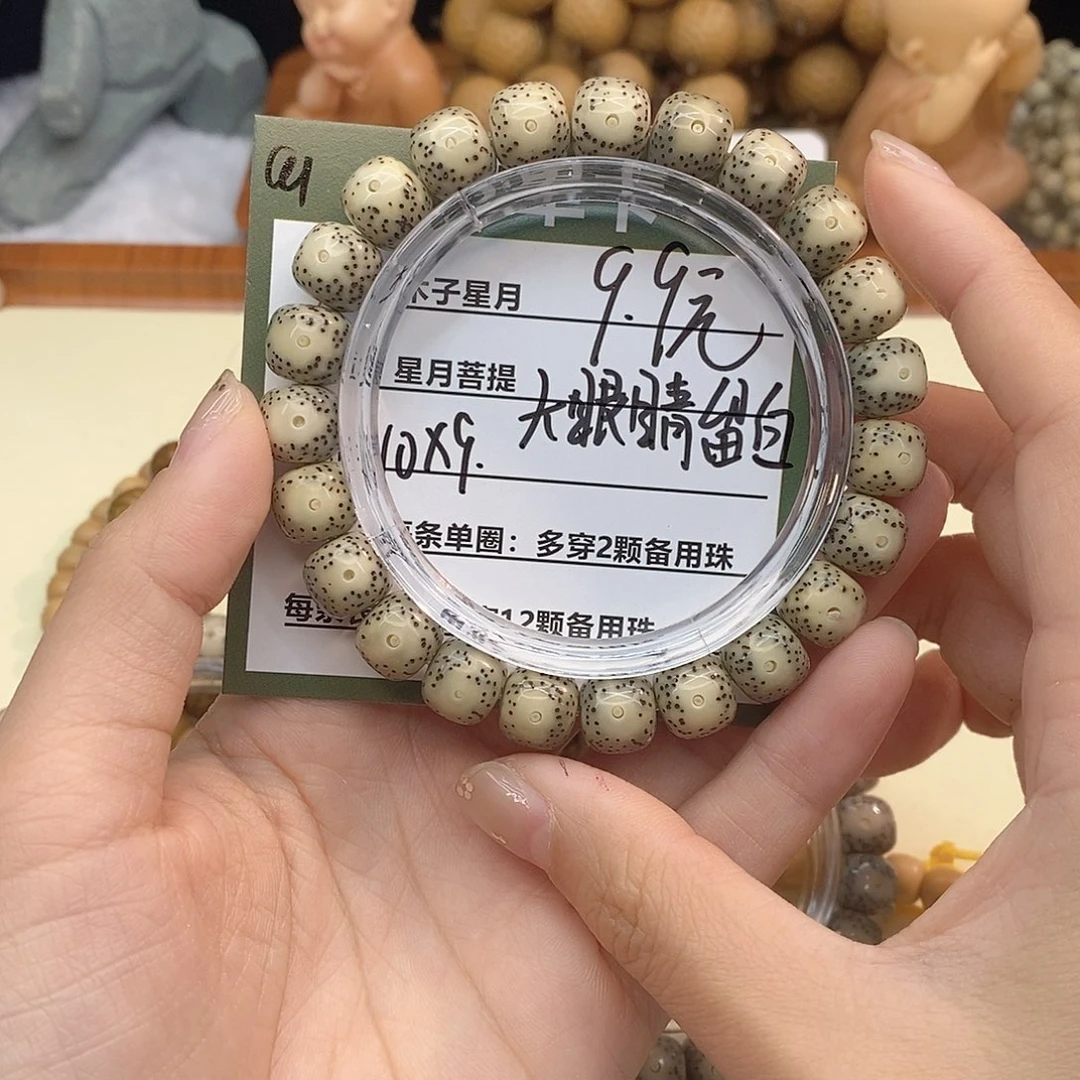 木子星月 9.9元
星月菩提 大眼睛留白
10X9.
每条单圈：多穿2颗备用珠
12颗备用珠